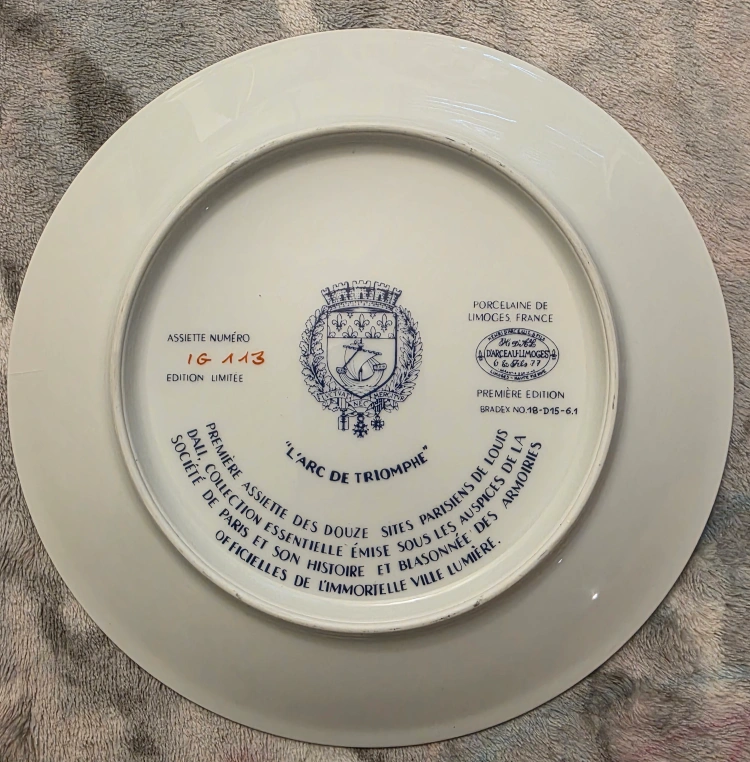 PORCELAINE DE
LIMOGES, FRANCE
D'ARCEAU-LIMOGES
ASSIETTE NUMÉRO
IG 113
EDITION LIMITÉE
PREMIÈRE EDITION
BRADEX NO.18-D15-6.1
"L'ARC DE TRIOMPHE"
PREMIÈRE ASSIETTE DES DOUZE SITES PARISIENS DE LOUIS
DALI, COLLECTION ESSENTIELLE ÉMISE SOUS LES AUSPICES DE LA
SOCIÉTÉ DE PARIS ET SON HISTOIRE ET BLASONNÉE DES ARMOIRIES
OFFICIELLES DE L'IMMORTELLE VILLE LUMIÈRE.